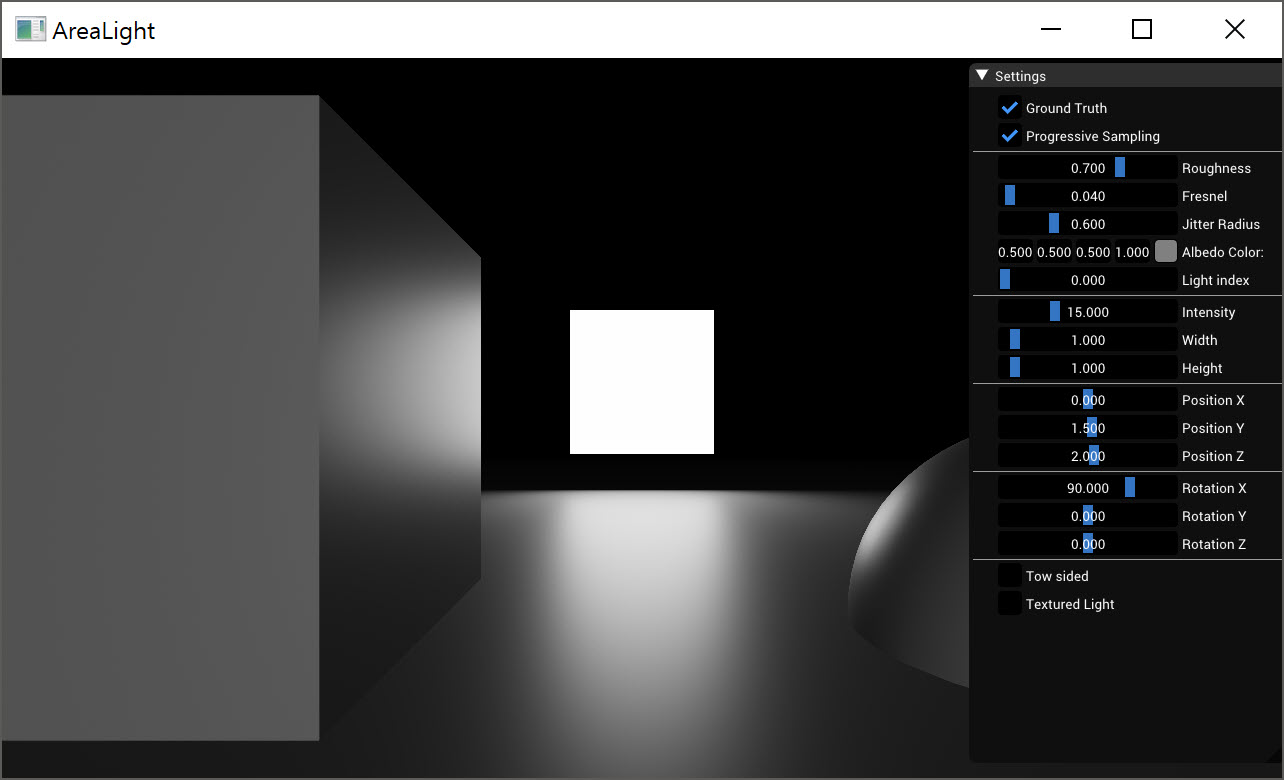 AreaLight
Settings
Ground Truth
Progressive Sampling
0.700 Roughness
0.040 Fresnel
0.600 Jitter Radius
0.500 0.500 0.500 1.000 Albedo Color:
0.000 Light index
15.000 Intensity
1.000 Width
1.000 Height
0.000 Position X
1.500 Position Y
2.000 Position Z
90.000 Rotation X
0.000 Rotation Y
0.000 Rotation Z
Tow sided
Textured Light